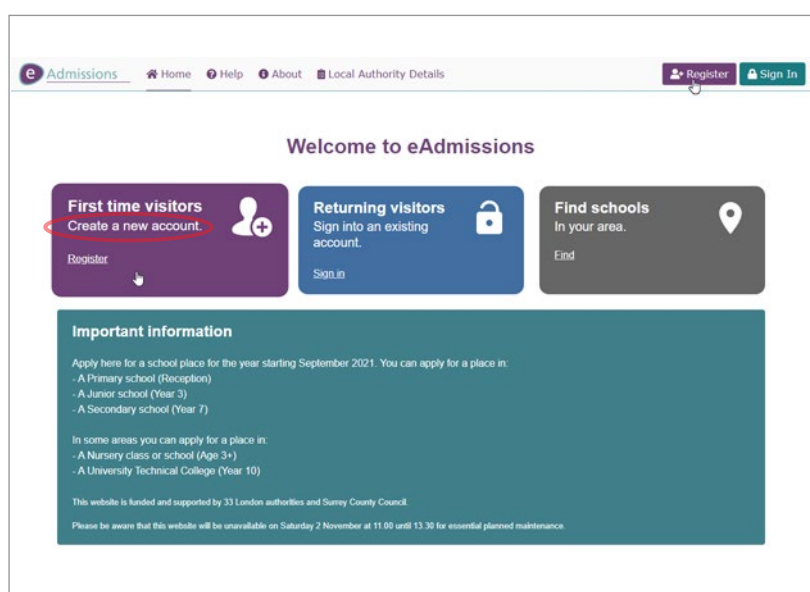 e Admissions Home Help About Local Authority Details Register Sign In
Welcome to eAdmissions
First time visitors
Create a new account.
Register
Returning visitors
Sign into an existing
account.
Sign in
Find schools
In your area.
Find
Important information
Apply here for a school place for the year starting September 2021. You can apply for a place in:
- A Primary school (Reception)
- A Junior school (Year 3)
- A Secondary school (Year 7)
In some areas you can apply for a place in:
- A Nursery class or school (Age 3+)
- A University Technical College (Year 10)
This website is funded and supported by 33 London authorities and Surrey County Council.
Please be aware that this website will be unavailable on Saturday 2 November at 11.00 until 13.30 for essential planned maintenance.